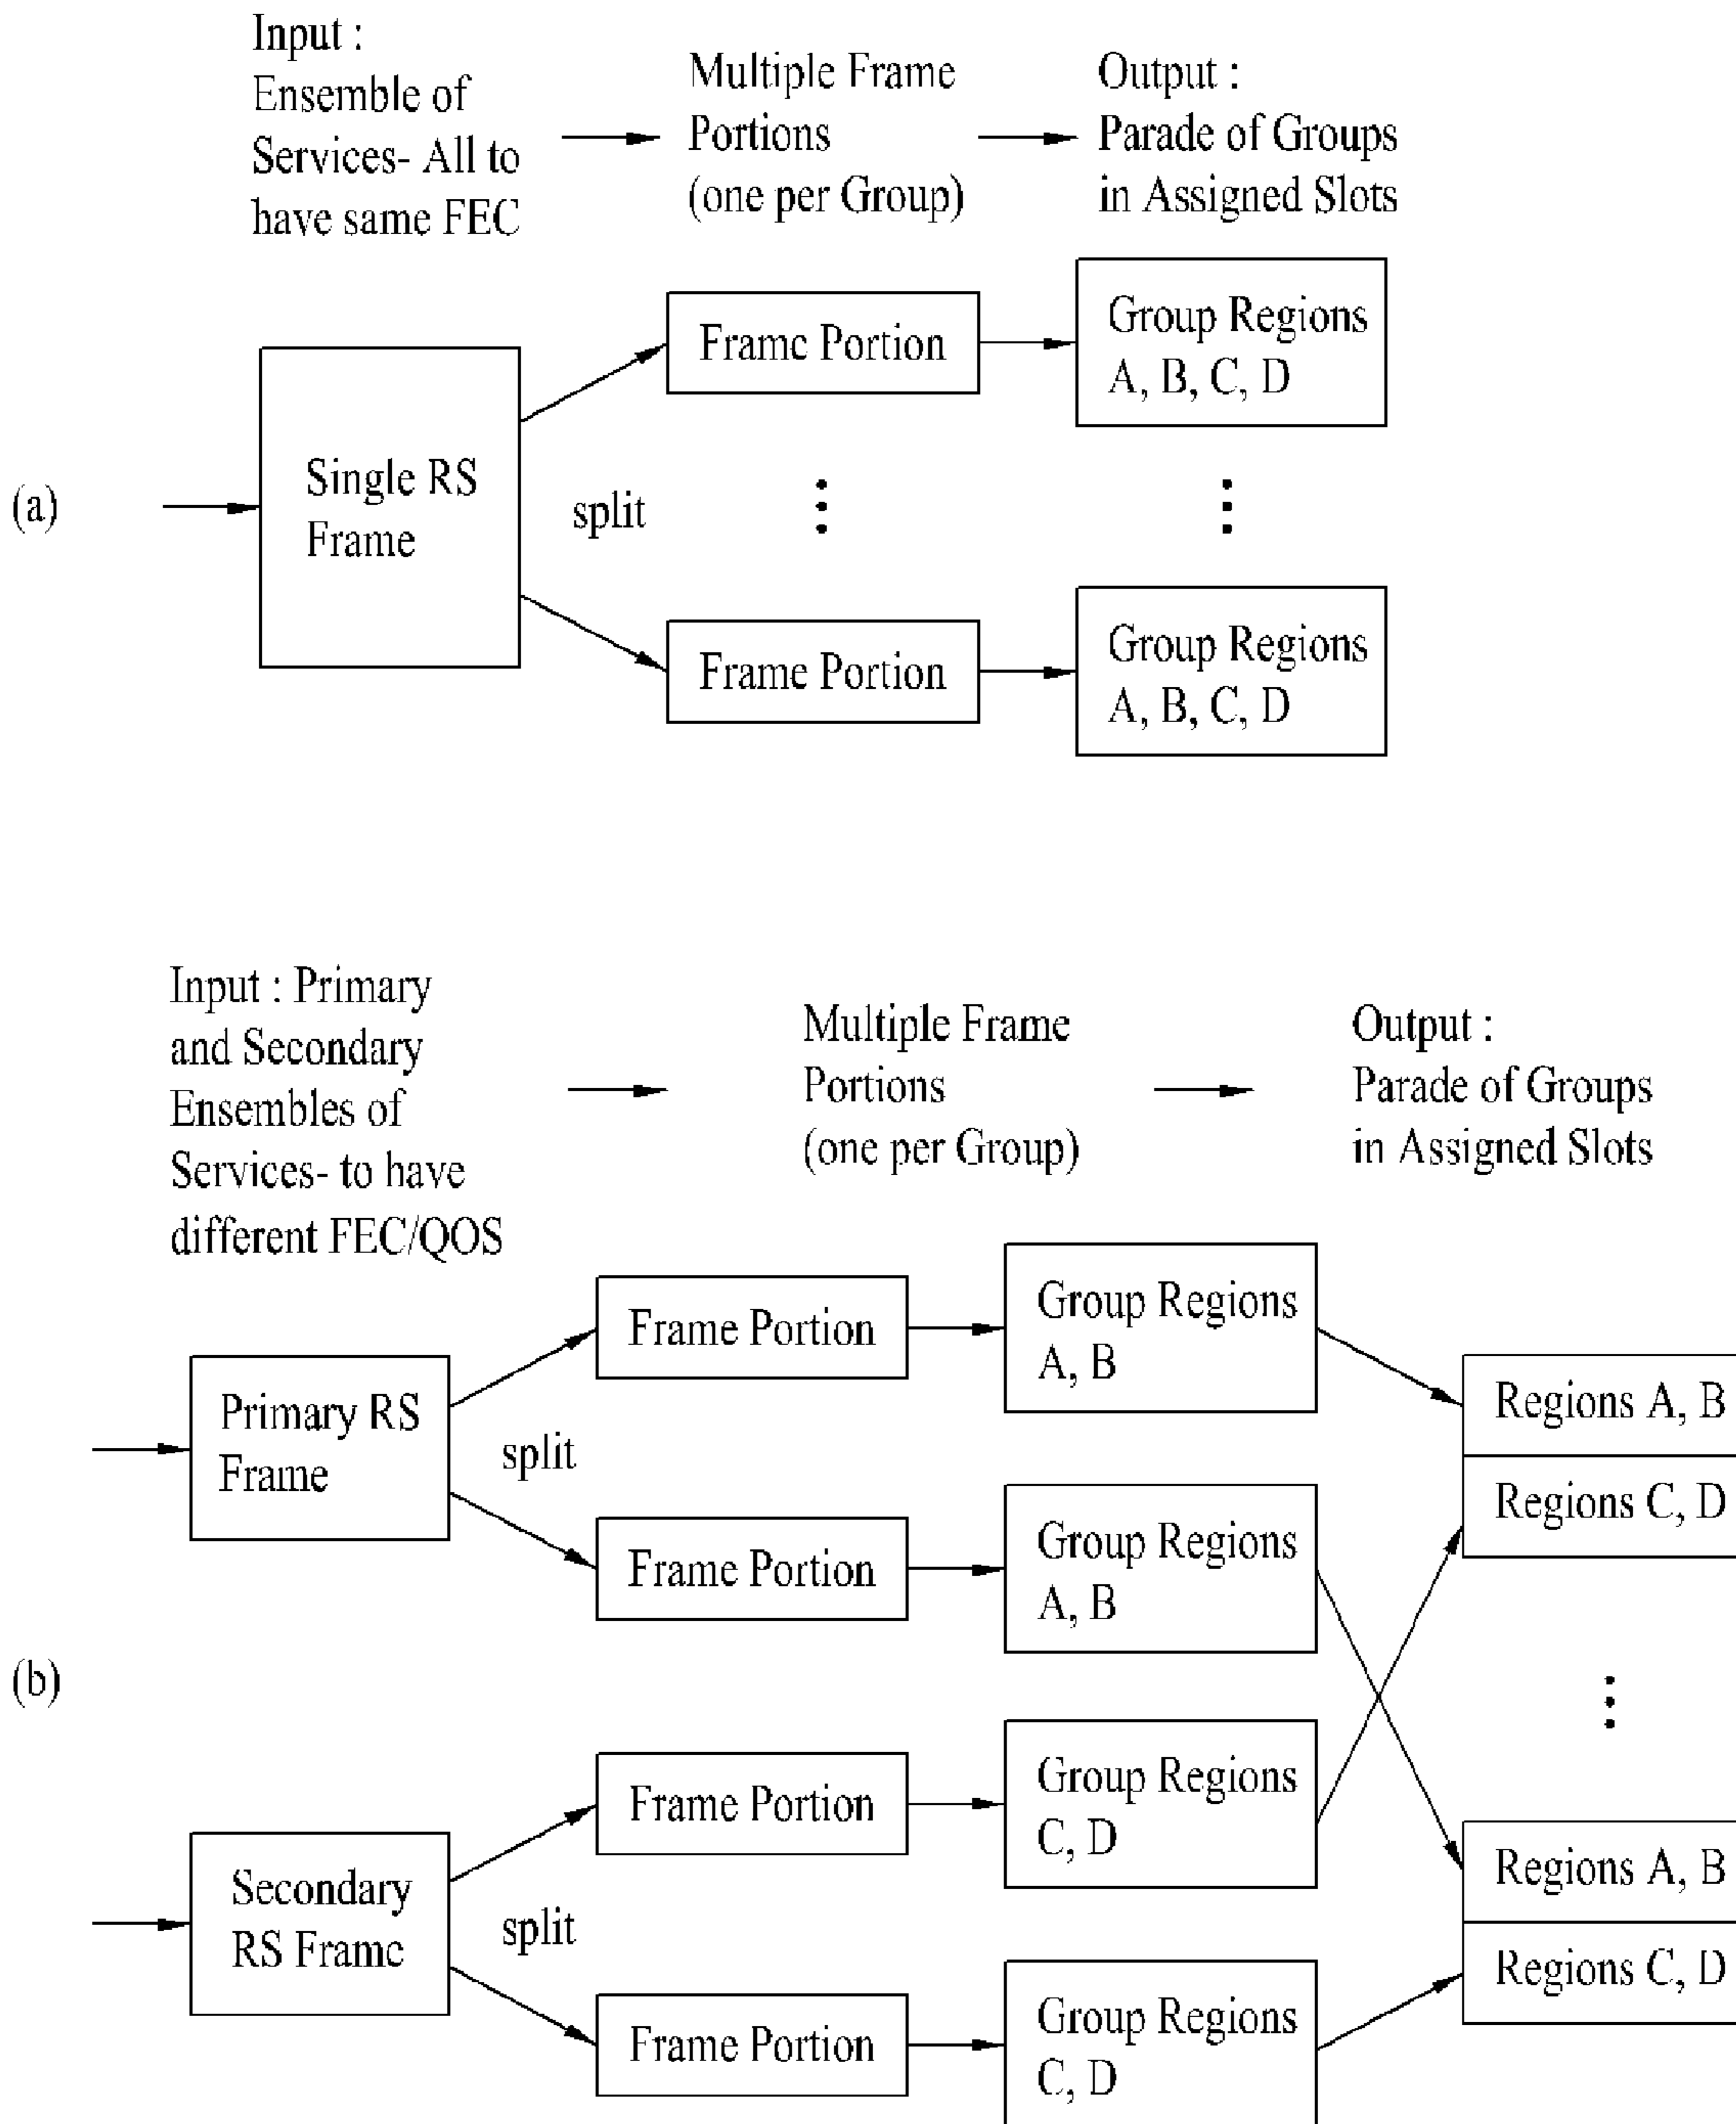 Input :
Ensemble of
Services- All to
have same FEC
Multiple Frame
Portions
(one per Group)
Output :
Parade of Groups
in Assigned Slots
(a)
Single RS
Frame
split
Frame Portion
Group Regions
A, B, C, D
Frame Portion
Group Regions
A, B, C, D
Input : Primary
and Secondary
Ensembles of
Services- to have
different FEC/QOS
Multiple Frame
Portions
(one per Group)
Output :
Parade of Groups
in Assigned Slots
(b)
Primary RS
Frame
split
Frame Portion
Group Regions
A, B
Frame Portion
Group Regions
A, B
Regions A, B
Regions C, D
Secondary
RS Frame
split
Frame Portion
Group Regions
C, D
Frame Portion
Group Regions
C, D
Regions A, B
Regions C, D